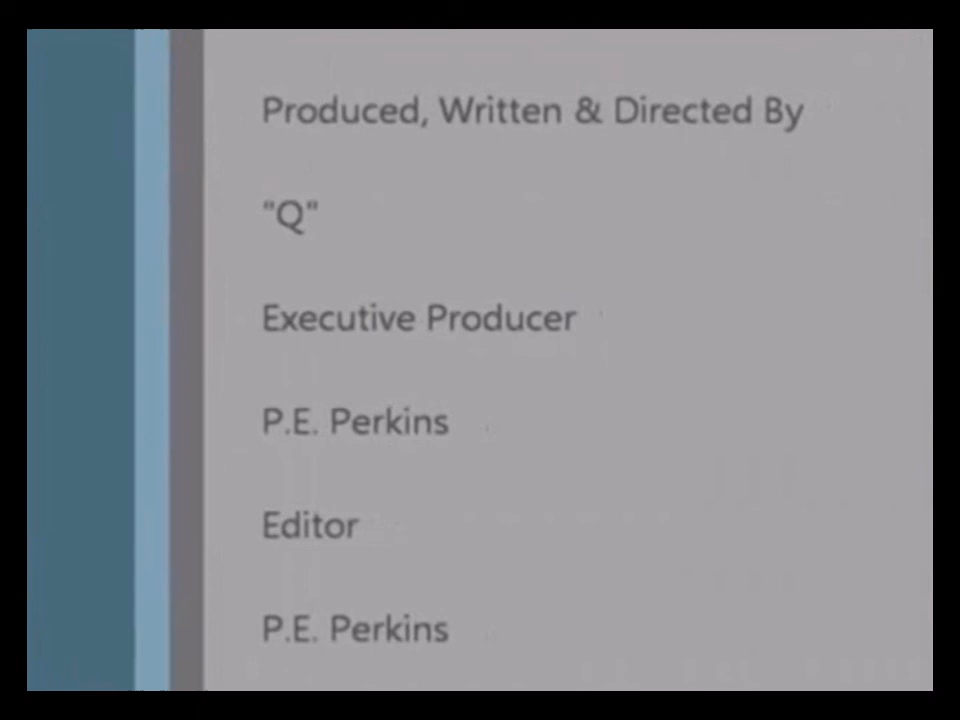 Produced, Written & Directed By
"Q"
Executive Producer
P.E. Perkins
Editor
P.E. Perkins